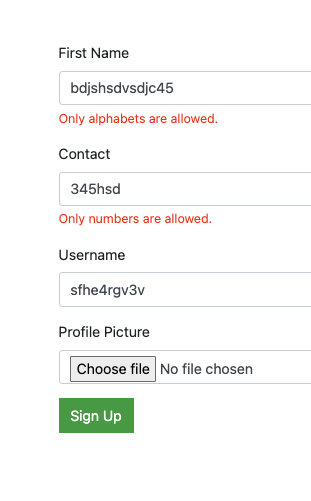 First Name
bdjshsdvsdjc45
Only alphabets are allowed.
Contact
345hsd
Only numbers are allowed.
Username
sfhe4rgv3v
Profile Picture
Choose file No file chosen
Sign Up